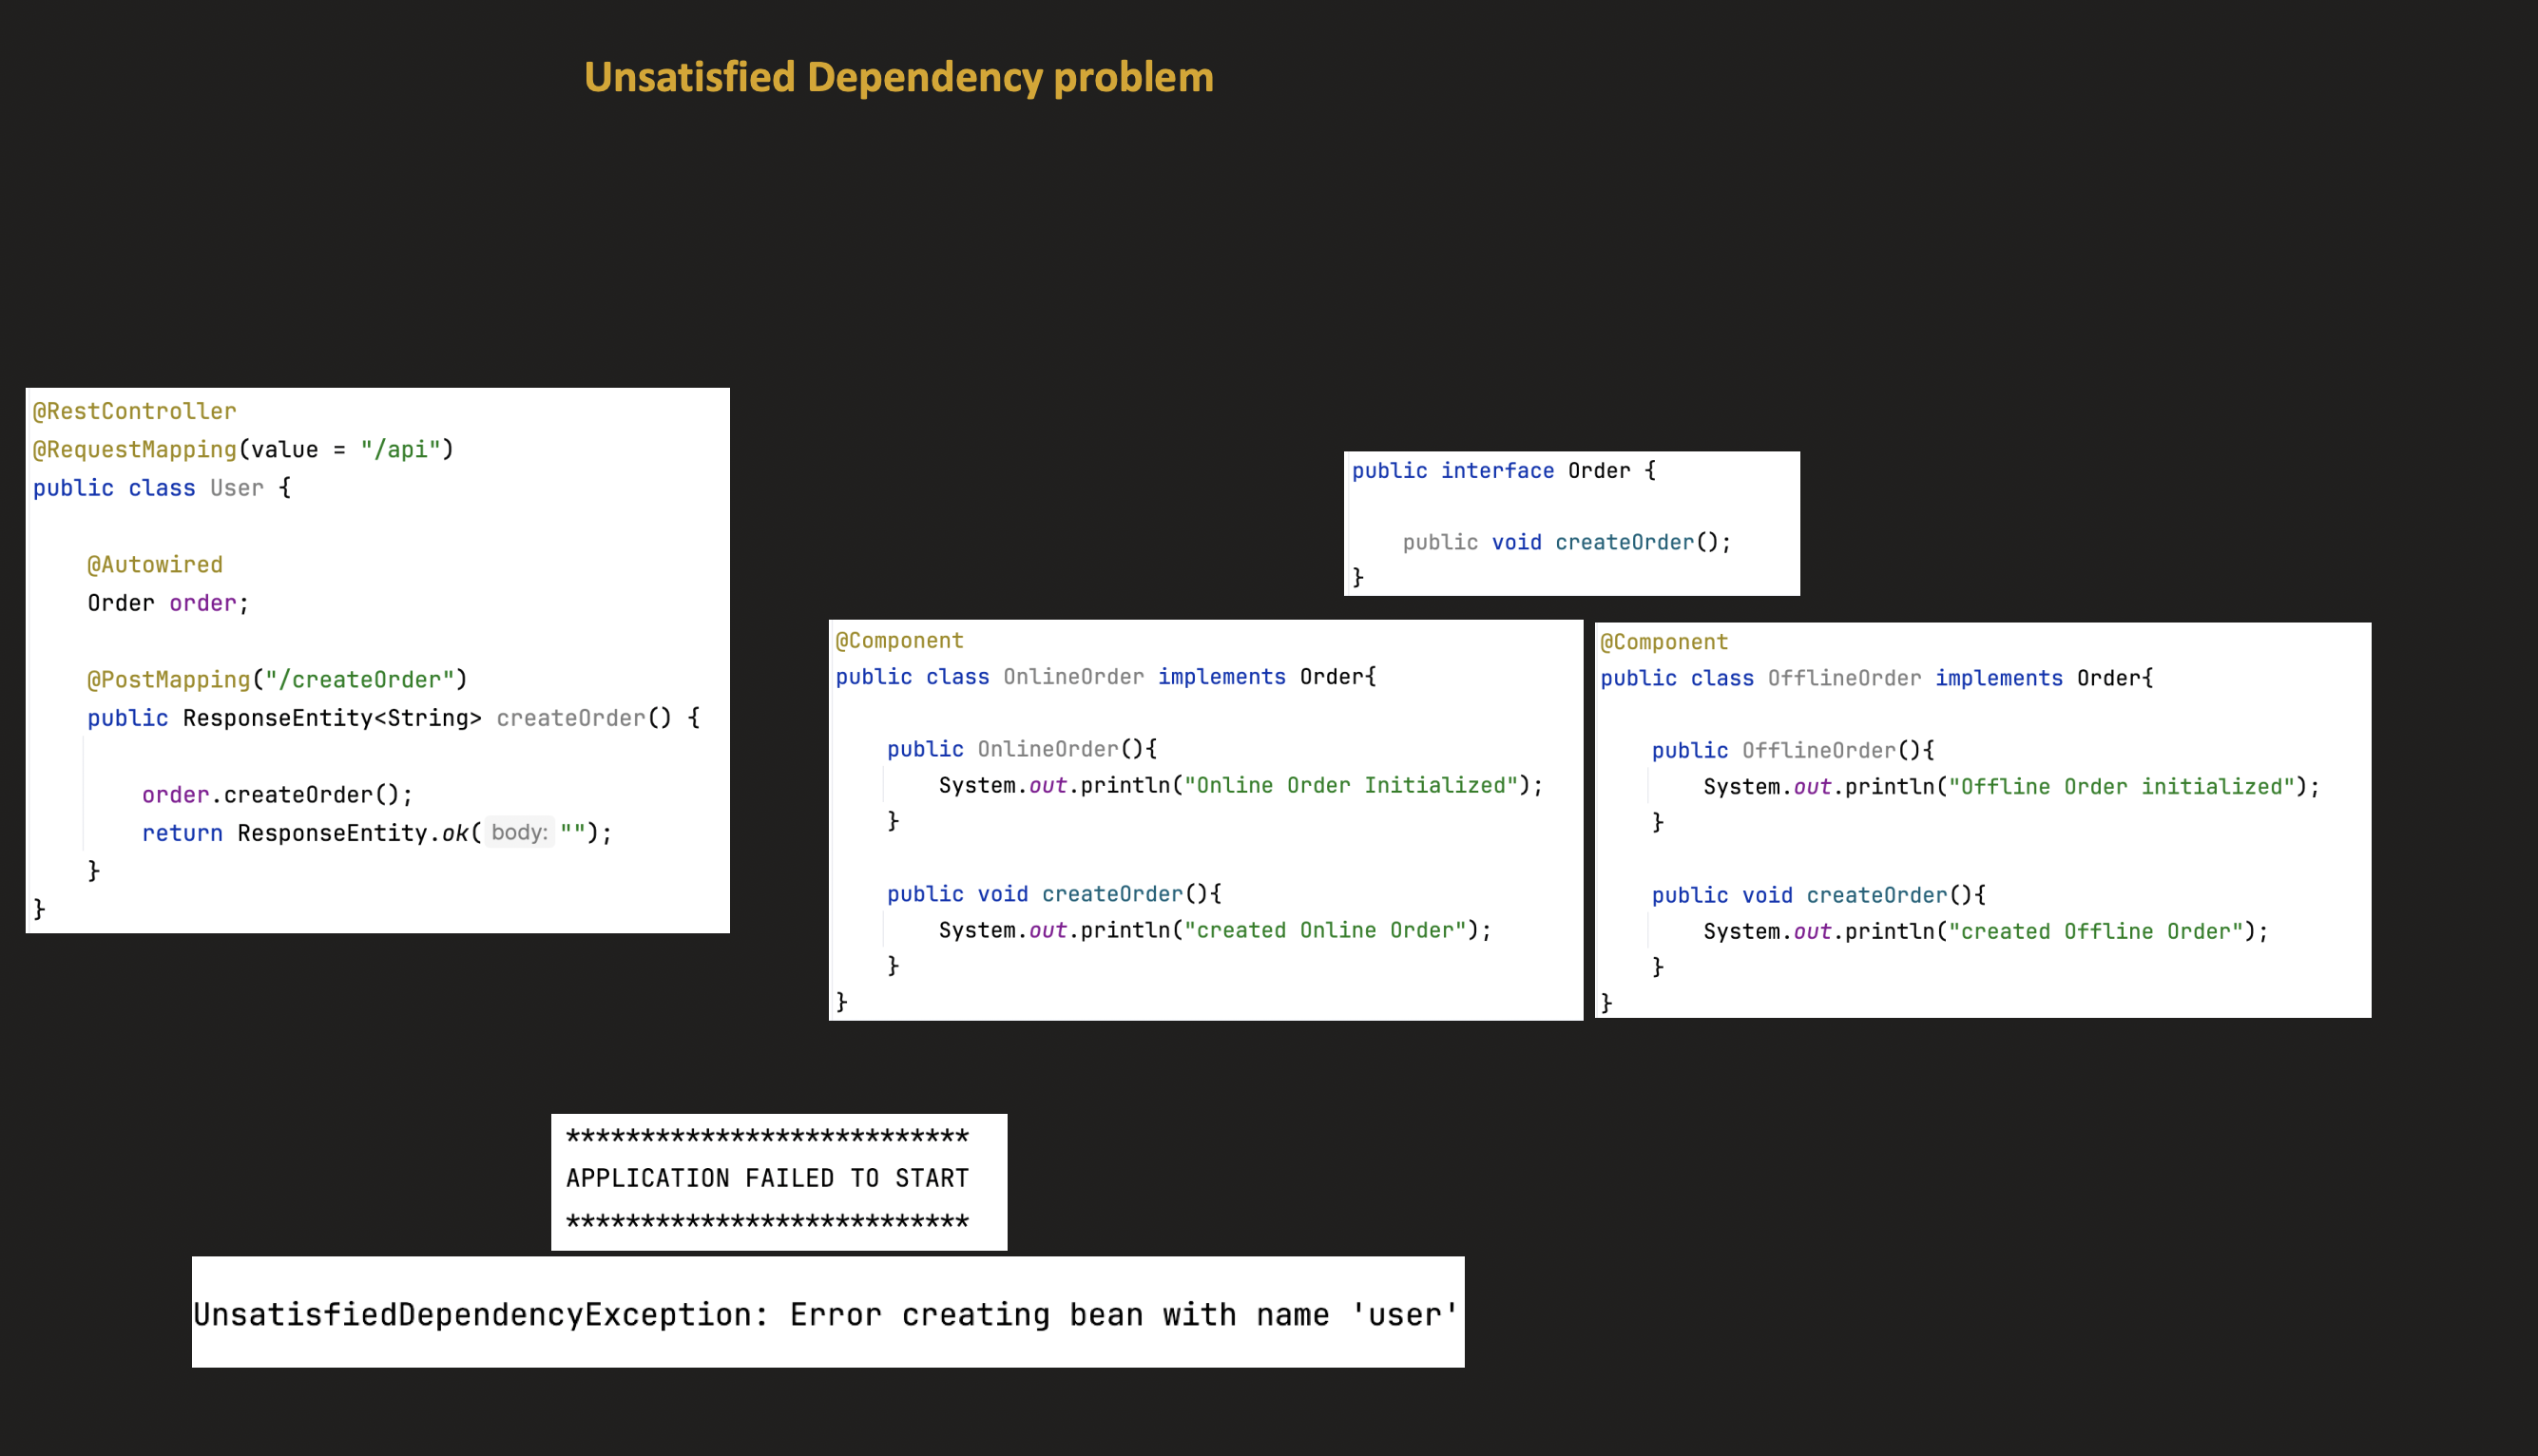 Unsatisfied Dependency problem
@RestController
@RequestMapping(value = "/api")
public class User {
@Autowired
Order order;
@PostMapping("/createOrder")
public ResponseEntity<String> createOrder() {
order.createOrder();
return ResponseEntity.ok( body: "");
}
}
public interface Order {
public void createOrder();
}
@Component
public class OnlineOrder implements Order{
public OnlineOrder(){
System.out.println("Online Order Initialized");
}
public void createOrder(){
System.out.println("created Online Order");
}
}
@Component
public class OfflineOrder implements Order{
public OfflineOrder(){
System.out.println("Offline Order initialized");
}
public void createOrder(){
System.out.println("created Offline Order");
}
}
***************************
APPLICATION FAILED TO START
***************************
UnsatisfiedDependencyException: Error creating bean with name 'user'